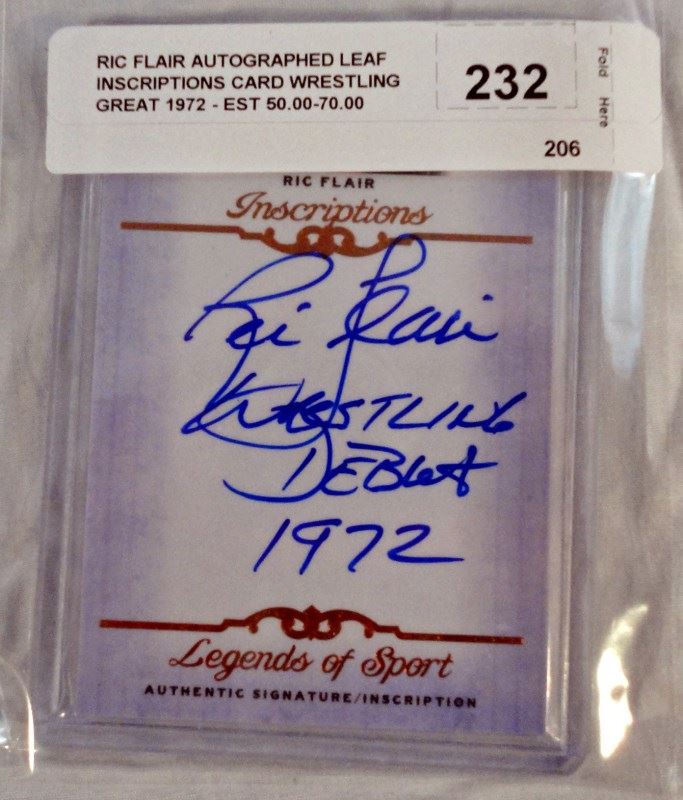 RIC FLAIR AUTOGRAPHED LEAF
INSCRIPTIONS CARD WRESTLING
GREAT 1972 - EST 50.00-70.00
232
Fold Here
206
RIC FLAIR
Inscriptions
Ric Flair
WRESTLING
DEBUT
1972
Legends of Sport
AUTHENTIC SIGNATURE/INSCRIPTION